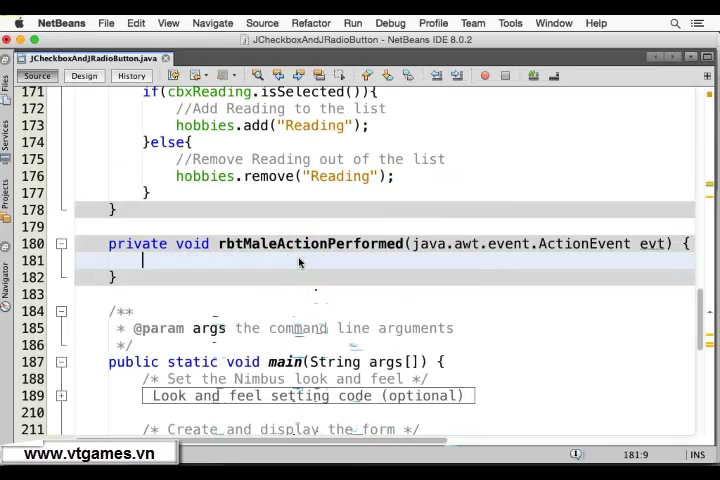 NetBeans File Edit View Navigate Source Refactor Run Debug Profile Team Tools Window Help
JCheckboxAndJRadioButton - NetBeans IDE 8.0.2
JCheckboxAndJRadioButton.java
Source Design History
171 if(cbxReading.isSelected()){
172 //Add Reading to the list
173 hobbies.add("Reading");
174 }else{
175 //Remove Reading out of the list
176 hobbies.remove("Reading");
177 }
178 }
179
180 private void rbtMaleActionPerformed(java.awt.event.ActionEvent evt) {
181
182 }
183
184 /**
185 * @param args the command line arguments
186 */
187 public static void main(String args[]) {
188 /* Set the Nimbus look and feel */
189 Look and feel setting code (optional)
210
211 /* Create and display the form */
Files
Services
Projects
Navigator
www.vtgames.vn
1
181:9 INS